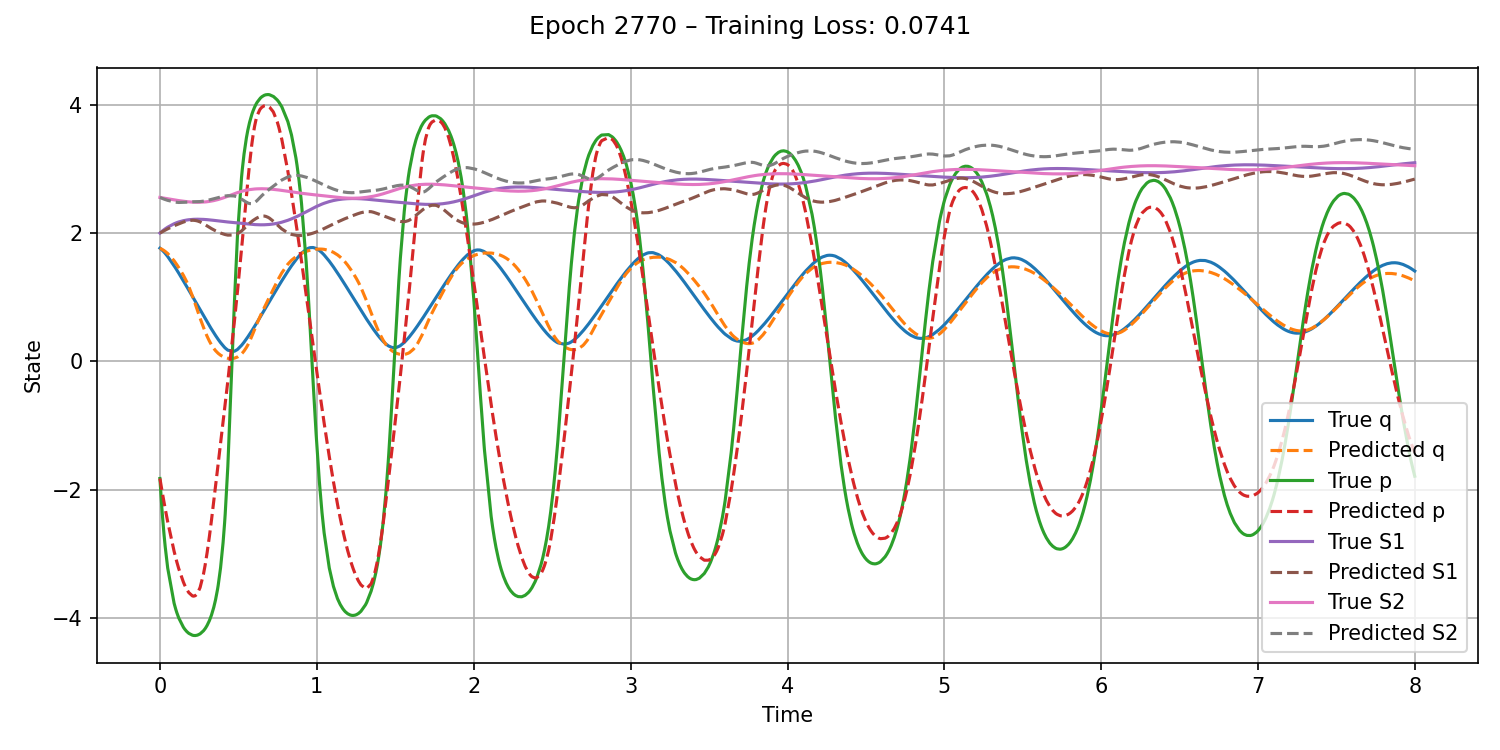 Epoch 2770 – Training Loss: 0.0741
State
4
2
0
−2
−4
True q
Predicted q
True p
Predicted p
True S1
Predicted S1
True S2
Predicted S2
0 1 2 3 4 5 6 7 8
Time